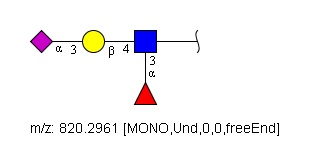 α 3 β 4
3
α
m/z: 820.2961 [MONO,Und,0,0,freeEnd]